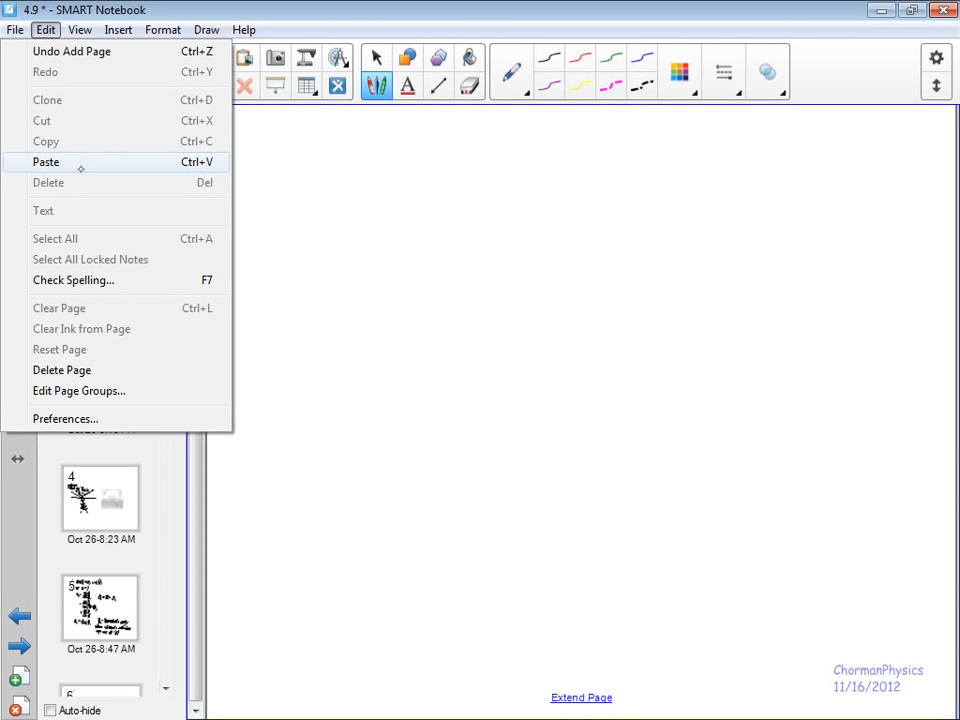 4.9 * - SMART Notebook
File Edit View Insert Format Draw Help
Undo Add Page Ctrl+Z
Redo Ctrl+Y
Clone Ctrl+D
Cut Ctrl+X
Copy Ctrl+C
Paste Ctrl+V
Delete Del
Text
Select All Ctrl+A
Select All Locked Notes
Check Spelling... F7
Clear Page Ctrl+L
Clear Ink from Page
Reset Page
Delete Page
Edit Page Groups...
Preferences...
4
Oct 26-8:23 AM
5
Oct 26-8:47 AM
6
Auto-hide
Extend Page
ChormanPhysics
11/16/2012